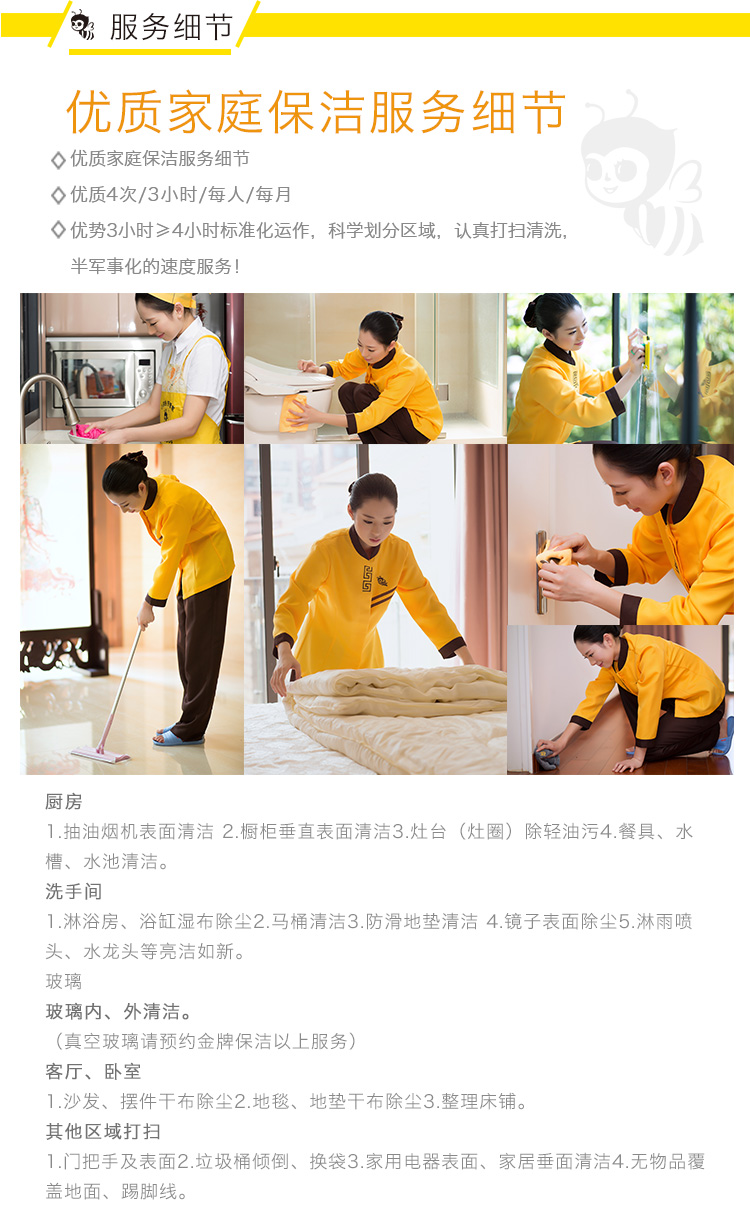 服务细节
优质家庭保洁服务细节
优质家庭保洁服务细节
优质4次/3小时/每人/每月
优势3小时≥4小时标准化运作，科学划分区域，认真打扫清洗，
半军事化的速度服务！
厨房
1.抽油烟机表面清洁 2.橱柜垂直表面清洁3.灶台（灶圈）除轻油污4.餐具、水
槽、水池清洁。
洗手间
1.淋浴房、浴缸湿布除尘2.马桶清洁3.防滑地垫清洁 4.镜子表面除尘5.淋雨喷
头、水龙头等亮洁如新。
玻璃
玻璃内、外清洁。
（真空玻璃请预约金牌保洁以上服务）
客厅、卧室
1.沙发、摆件干布除尘2.地毯、地垫干布除尘3.整理床铺。
其他区域打扫
1.门把手及表面2.垃圾桶倾倒、换袋3.家用电器表面、家居垂面清洁4.无物品覆
盖地面、踢脚线。